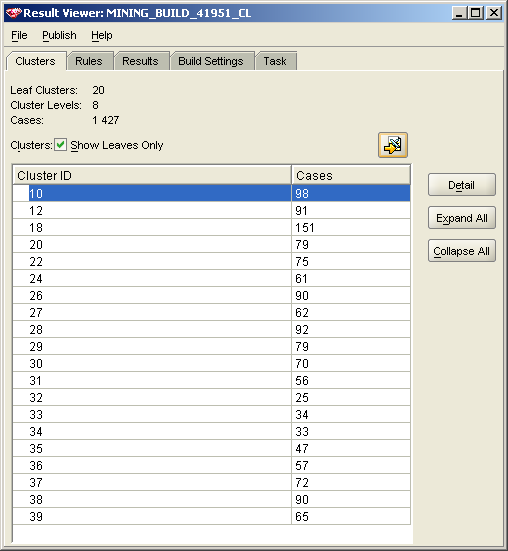 Result Viewer: MINING_BUILD_41951_CL
File Publish Help
Clusters Rules Results Build Settings Task
Leaf Clusters: 20
Cluster Levels: 8
Cases: 1 427
Clusters: Show Leaves Only
Cluster ID Cases
10 98
12 91
18 151
20 79
22 75
24 61
26 90
27 62
28 92
29 79
30 70
31 56
32 25
33 34
34 33
35 47
36 57
37 72
38 90
39 65
Detail
Expand All
Collapse All